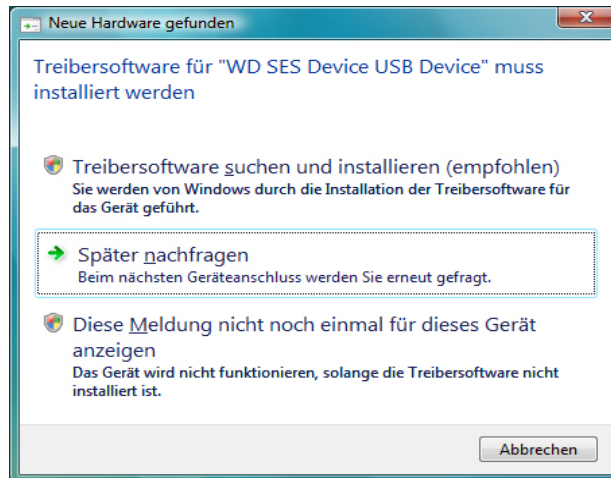 Neue Hardware gefunden
Treibersoftware für "WD SES Device USB Device" muss
installiert werden
Treibersoftware suchen und installieren (empfohlen)
Sie werden von Windows durch die Installation der Treibersoftware für
das Gerät geführt.
Später nachfragen
Beim nächsten Geräteanschluss werden Sie erneut gefragt.
Diese Meldung nicht noch einmal für dieses Gerät
anzeigen
Das Gerät wird nicht funktionieren, solange die Treibersoftware nicht
installiert ist.
Abbrechen